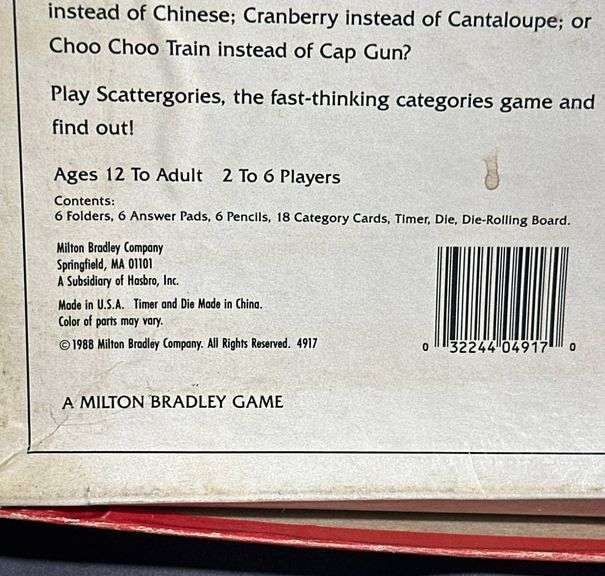 instead of Chinese; Cranberry instead of Cantaloupe; or
Choo Choo Train instead of Cap Gun?
Play Scattergories, the fast-thinking categories game and
find out!
Ages 12 To Adult 2 To 6 Players
Contents:
6 Folders, 6 Answer Pads, 6 Pencils, 18 Category Cards, Timer, Die, Die-Rolling Board.
Milton Bradley Company
Springfield, MA 01101
A Subsidiary of Hasbro, Inc.
Made in U.S.A. Timer and Die Made in China.
Color of parts may vary.
©1988 Milton Bradley Company. All Rights Reserved. 4917
0 32244 04917 0
A MILTON BRADLEY GAME